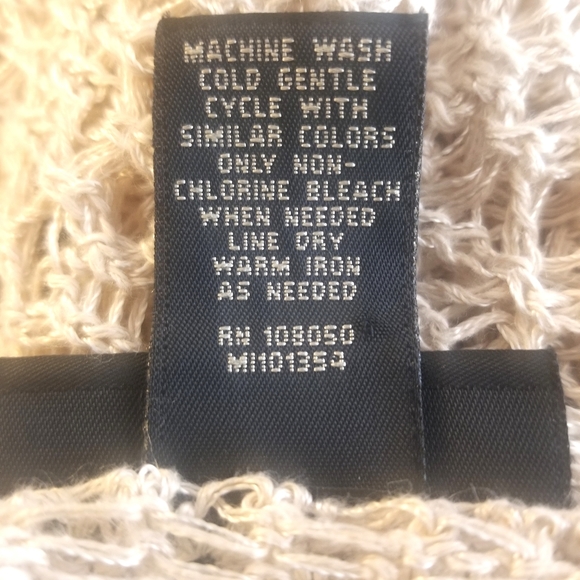 MACHINE WASH
COLD GENTLE
CYCLE WITH
SIMILAR COLORS
ONLY NON-
CHLORINE BLEACH
WHEN NEEDED
LINE DRY
WARM IRON
AS NEEDED
RN 108050
MI101354